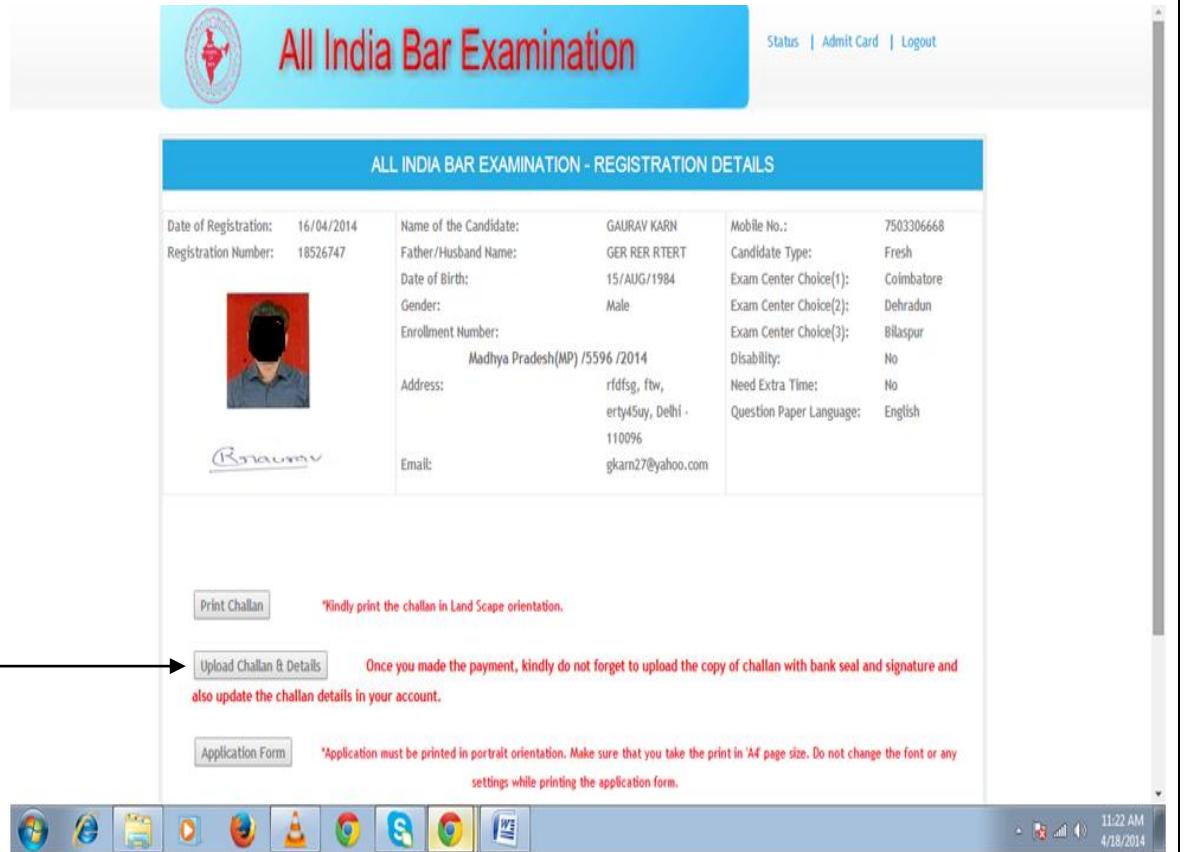 All India Bar Examination
Status | Admit Card | Logout
ALL INDIA BAR EXAMINATION - REGISTRATION DETAILS
Date of Registration: 16/04/2014
Registration Number: 18526747
Name of the Candidate: GAURAV KARN
Father/Husband Name: GER RER RTERT
Date of Birth: 15/AUG/1984
Gender: Male
Enrollment Number:
Madhya Pradesh(MP) /5596 /2014
Address: rfdfsg, ftw,
erty45uy, Delhi -
110096
Email: gkarn27@yahoo.com
Mobile No.: 7503306668
Candidate Type: Fresh
Exam Center Choice(1): Coimbatore
Exam Center Choice(2): Dehradun
Exam Center Choice(3): Bilaspur
Disability: No
Need Extra Time: No
Question Paper Language: English
Print Challan *Kindly print the challan in Land Scape orientation.
Upload Challan & Details Once you made the payment, kindly do not forget to upload the copy of challan with bank seal and signature and
also update the challan details in your account.
Application Form *Application must be printed in portrait orientation. Make sure that you take the print in 'A4' page size. Do not change the font or any
settings while printing the application form.
11:22 AM
4/18/2014